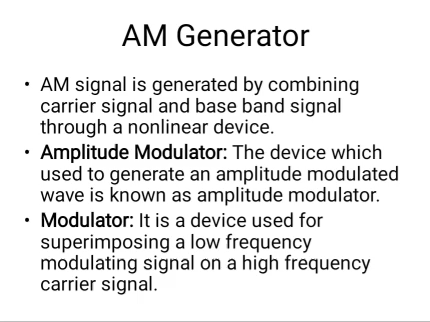 AM Generator
• AM signal is generated by combining
carrier signal and base band signal
through a nonlinear device.
• Amplitude Modulator: The device which
used to generate an amplitude modulated
wave is known as amplitude modulator.
• Modulator: It is a device used for
superimposing a low frequency
modulating signal on a high frequency
carrier signal.